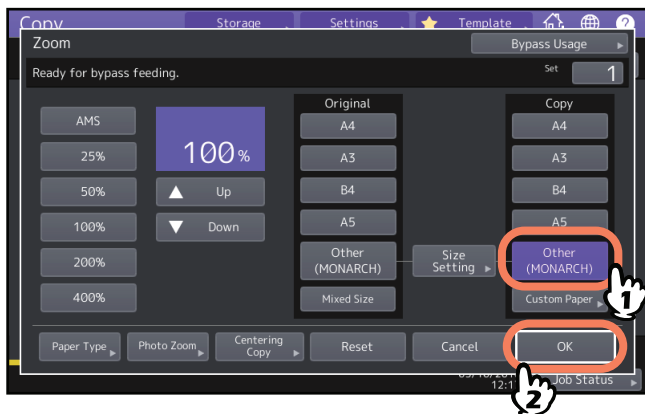 Copy
Storage
Settings
Template
?
Zoom
Bypass Usage
Ready for bypass feeding.
Set
1
Original
Copy
AMS
100 %
A4
A4
25%
A3
A3
50%
Up
B4
B4
100%
Down
A5
A5
200%
Other
(MONARCH)
Size
Setting
Other
(MONARCH)
400%
Mixed Size
Custom Paper
1
Paper Type
Photo Zoom
Centering
Copy
Reset
Cancel
OK
Job Status
2